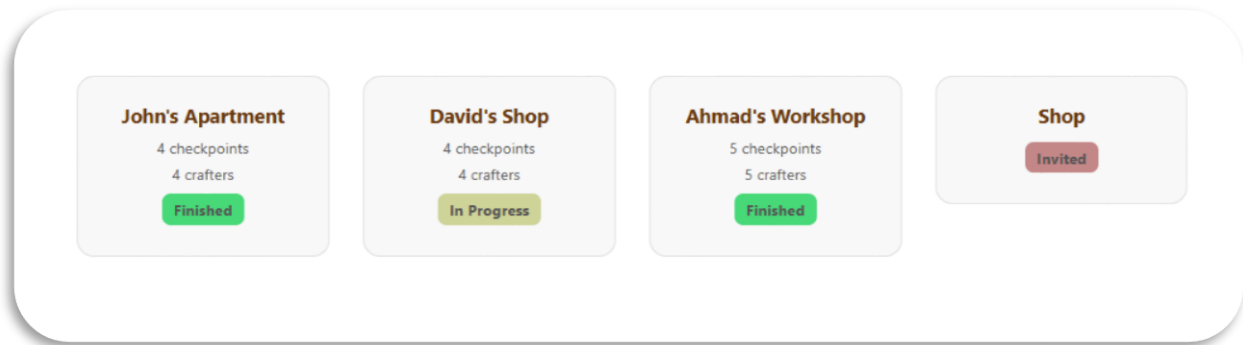 John's Apartment
4 checkpoints
4 crafters
Finished
David's Shop
4 checkpoints
4 crafters
In Progress
Ahmad's Workshop
5 checkpoints
5 crafters
Finished
Shop
Invited